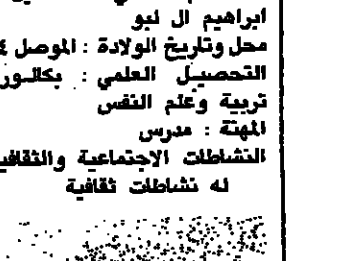 ابراهيم ال لبو
محل وتاريخ الولادة : الموصل
التحصيل العلمي : بكالور
تربية وعلم النفس
المهنة : مدرس
النشاطات الاجتماعية والثقافي
له نشاطات ثقافية